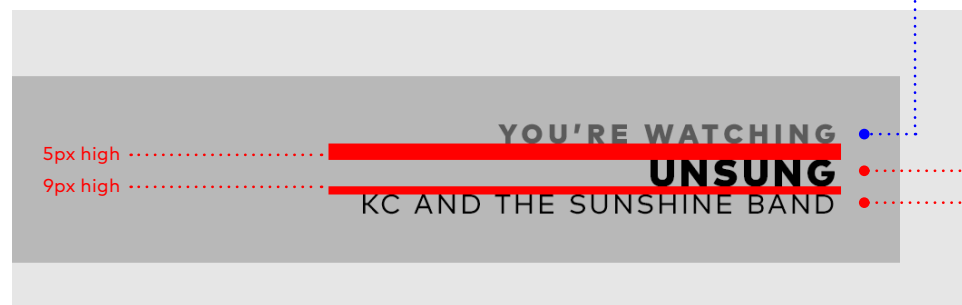 YOU'RE WATCHING
5px high
UNSUNG
9px high
KC AND THE SUNSHINE BAND